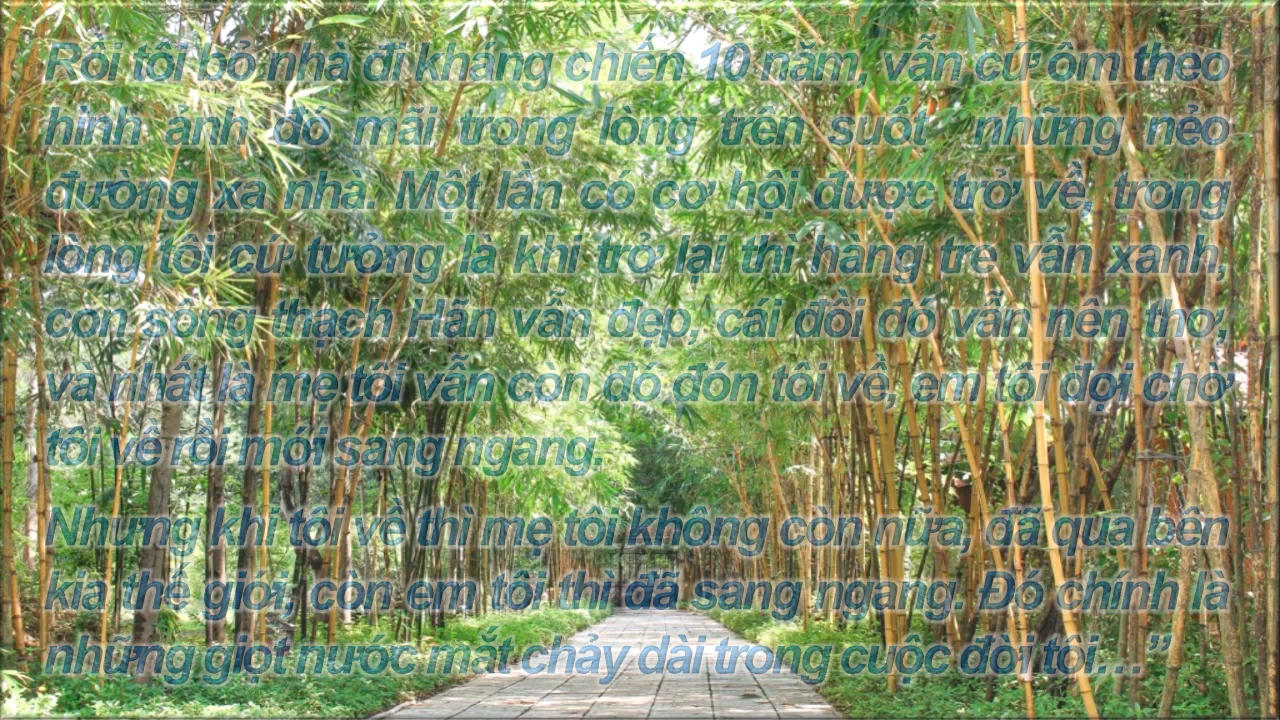 Rồi tôi bỏ nhà đi kháng chiến 10 năm, vẫn cứ ôm theo
hình ảnh đó mãi trong lòng trên suốt những nẻo
đường xa nhà. Một lần có cơ hội được trở về, trong
lòng tôi cứ tưởng là khi trở lại thì hàng tre vẫn xanh,
con sông Thạch Hãn vẫn đẹp, cái đồi đó vẫn nên thơ,
và nhất là mẹ tôi vẫn còn đó đón tôi về, em tôi đợi chờ
tôi về rồi mới sang ngang.
Nhưng khi tôi về thì mẹ tôi không còn nữa, đã qua bên
kia thế giới, còn em tôi thì đã sang ngang. Đó chính là
những giọt nước mắt chảy dài trong cuộc đời tôi,…”